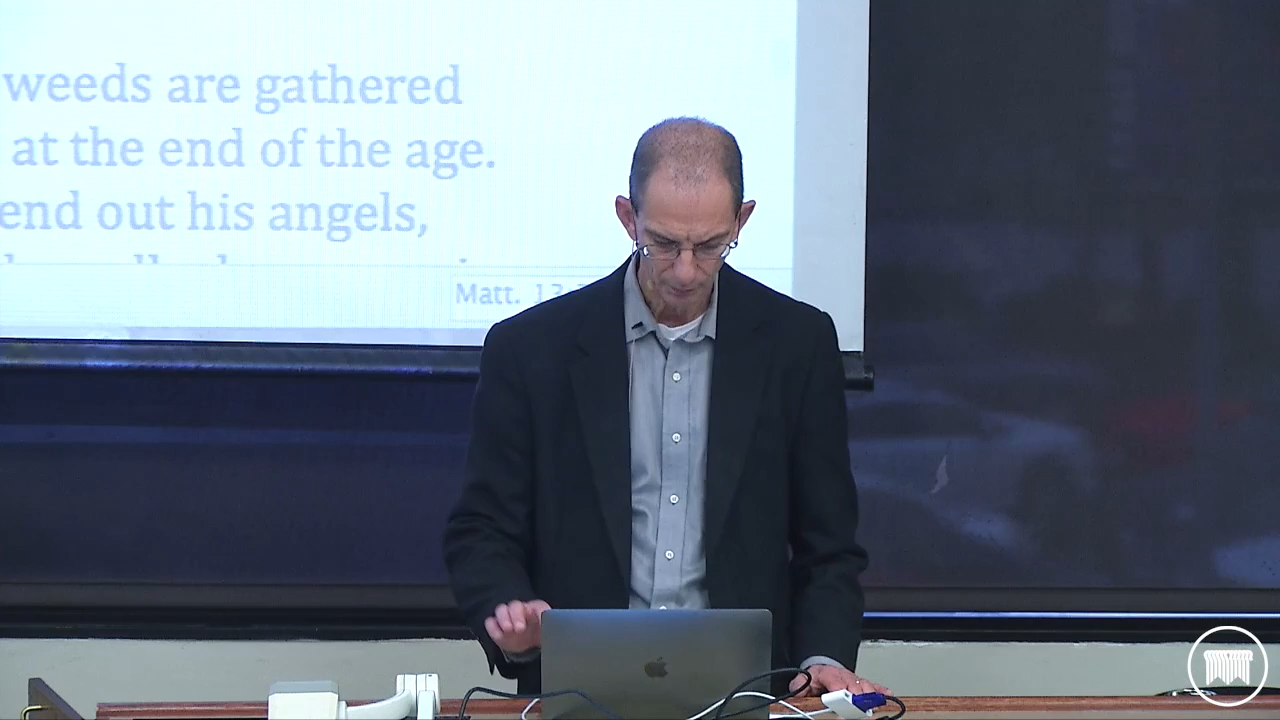 weeds are gathered
at the end of the age.
end out his angels,
Matt. 13